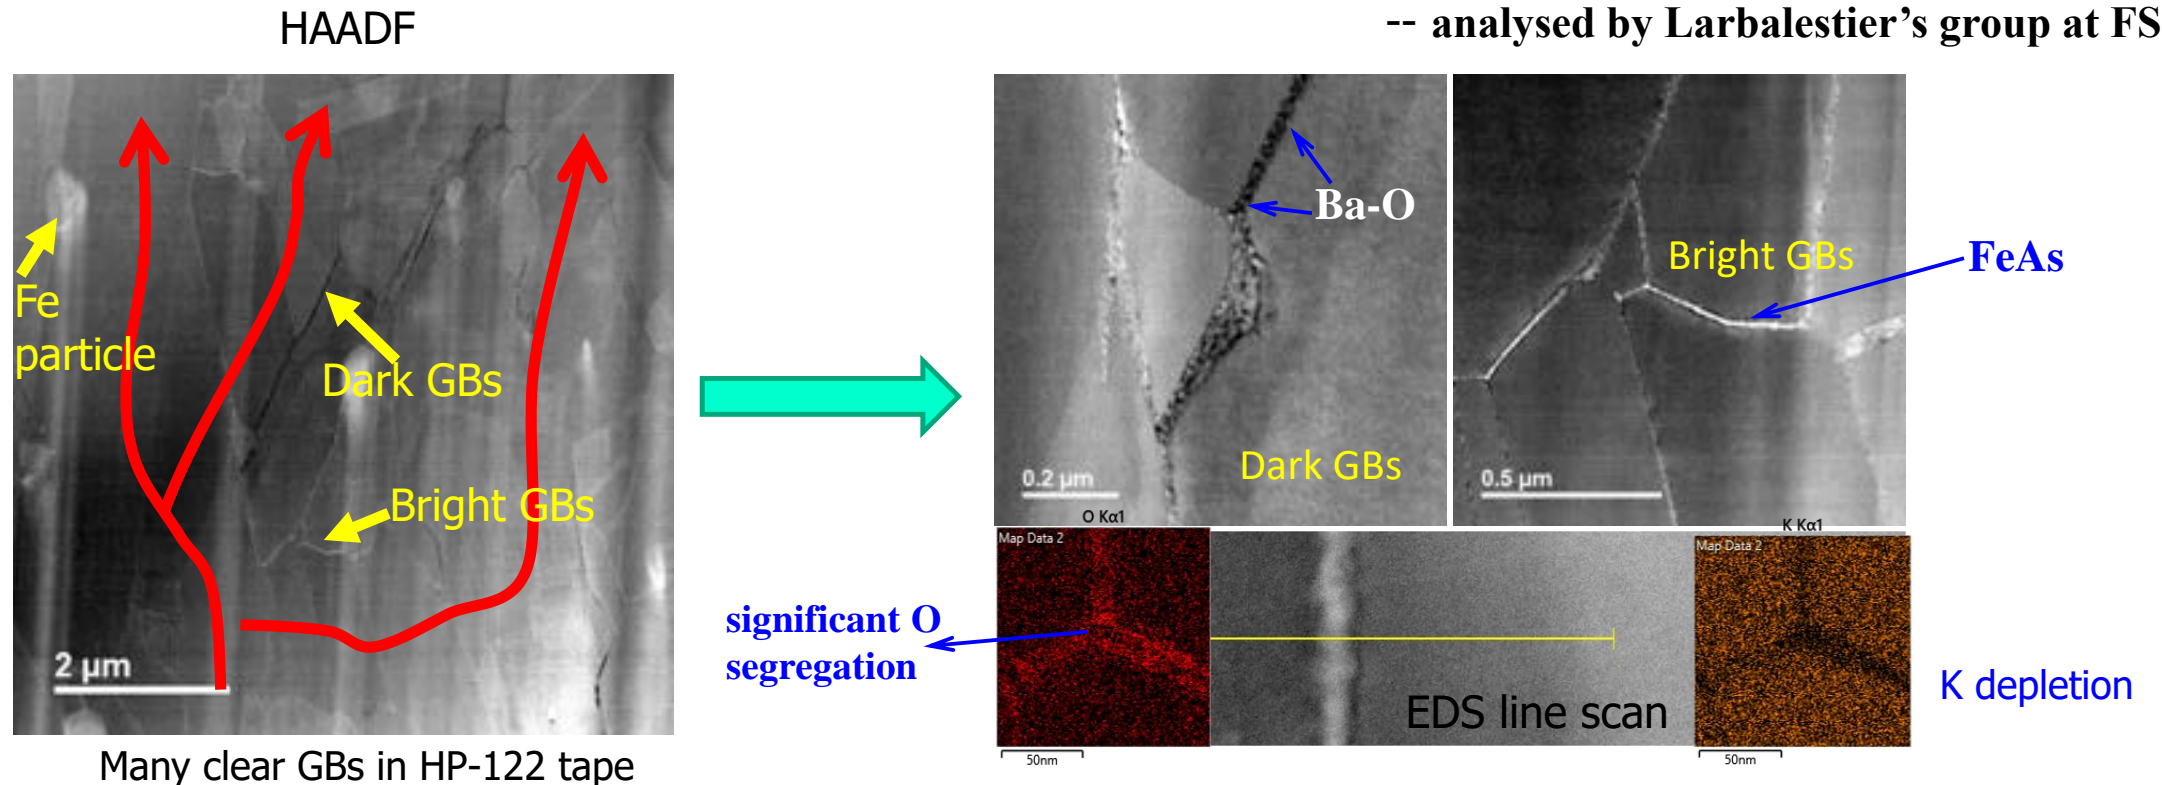 HAADF
-- analysed by Larbalestier's group at FS
Fe
particle
Dark GBs
Bright GBs
2 μm
Many clear GBs in HP-122 tape
Ba-O
Dark GBs
0.2 μm
Bright GBs
FeAs
0.5 μm
O Kα1
Map Data 2
50nm
significant O
segregation
EDS line scan
K Kα1
Map Data 2
50nm
K depletion